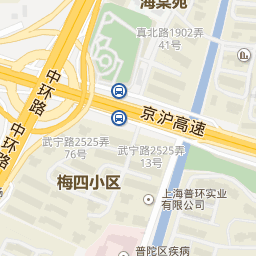 海棠苑
真北路1902弄
41号
中环路
京沪高速
中环路
武宁路2525弄
76号
武宁路2525弄
13号
梅四小区
上海普环实业
有限公司
普陀区疾病